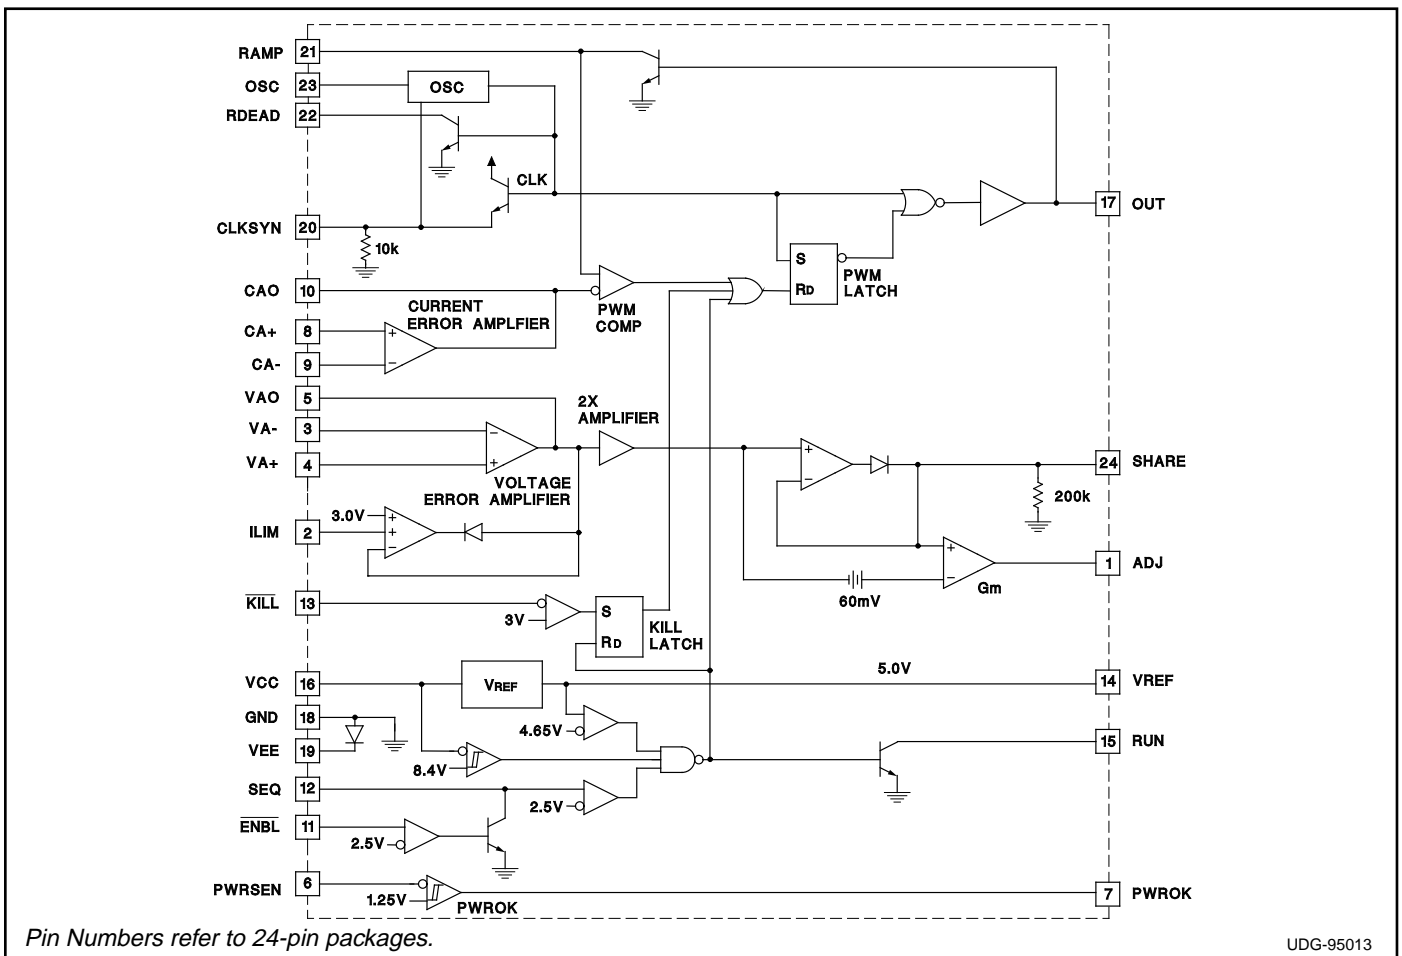 RAMP 21
OSC 23
OSC
RDEAD 22
CLK
CLKSYN 20
10k
17 OUT
S
RD
PWM
LATCH
CAO 10
PWM
COMP
CURRENT
ERROR AMPLFIER
CA+ 8
+
CA- 9
-
VAO 5
VA- 3
-
VA+ 4
+
VOLTAGE
ERROR AMPLIFIER
2X
AMPLIFIER
+
-
24 SHARE
200k
3.0V
+
ILIM 2
+
-
+
-
Gm
1 ADJ
60mV
KILL 13
3V
S
RD
KILL
LATCH
VCC 16
VREF
5.0V
14 VREF
GND 18
4.65V
VEE 19
8.4V
15 RUN
SEQ 12
2.5V
ENBL 11
2.5V
PWRSEN 6
1.25V
PWROK
7 PWROK
Pin Numbers refer to 24-pin packages.
UDG-95013